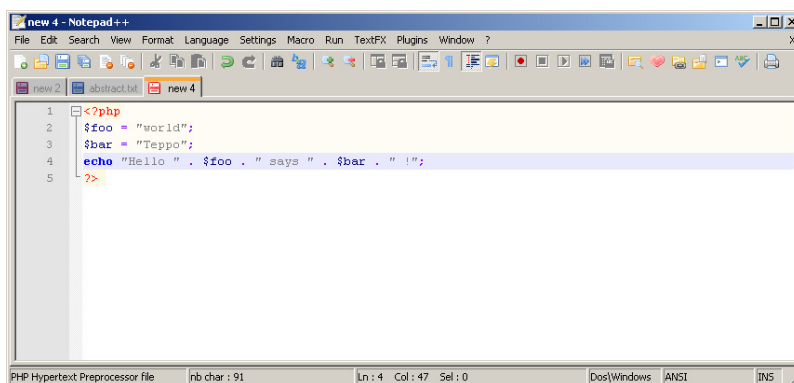 new 4 - Notepad++
File Edit Search View Format Language Settings Macro Run TextFX Plugins Window ? X
new 2 abstract.txt new 4
1 <?php
2 $foo = "world";
3 $bar = "Teppo";
4 echo "Hello " . $foo . " says " . $bar . " !";
5 ?>
PHP Hypertext Preprocessor file nb char : 91 Ln : 4 Col : 47 Sel : 0 Dos\Windows ANSI INS